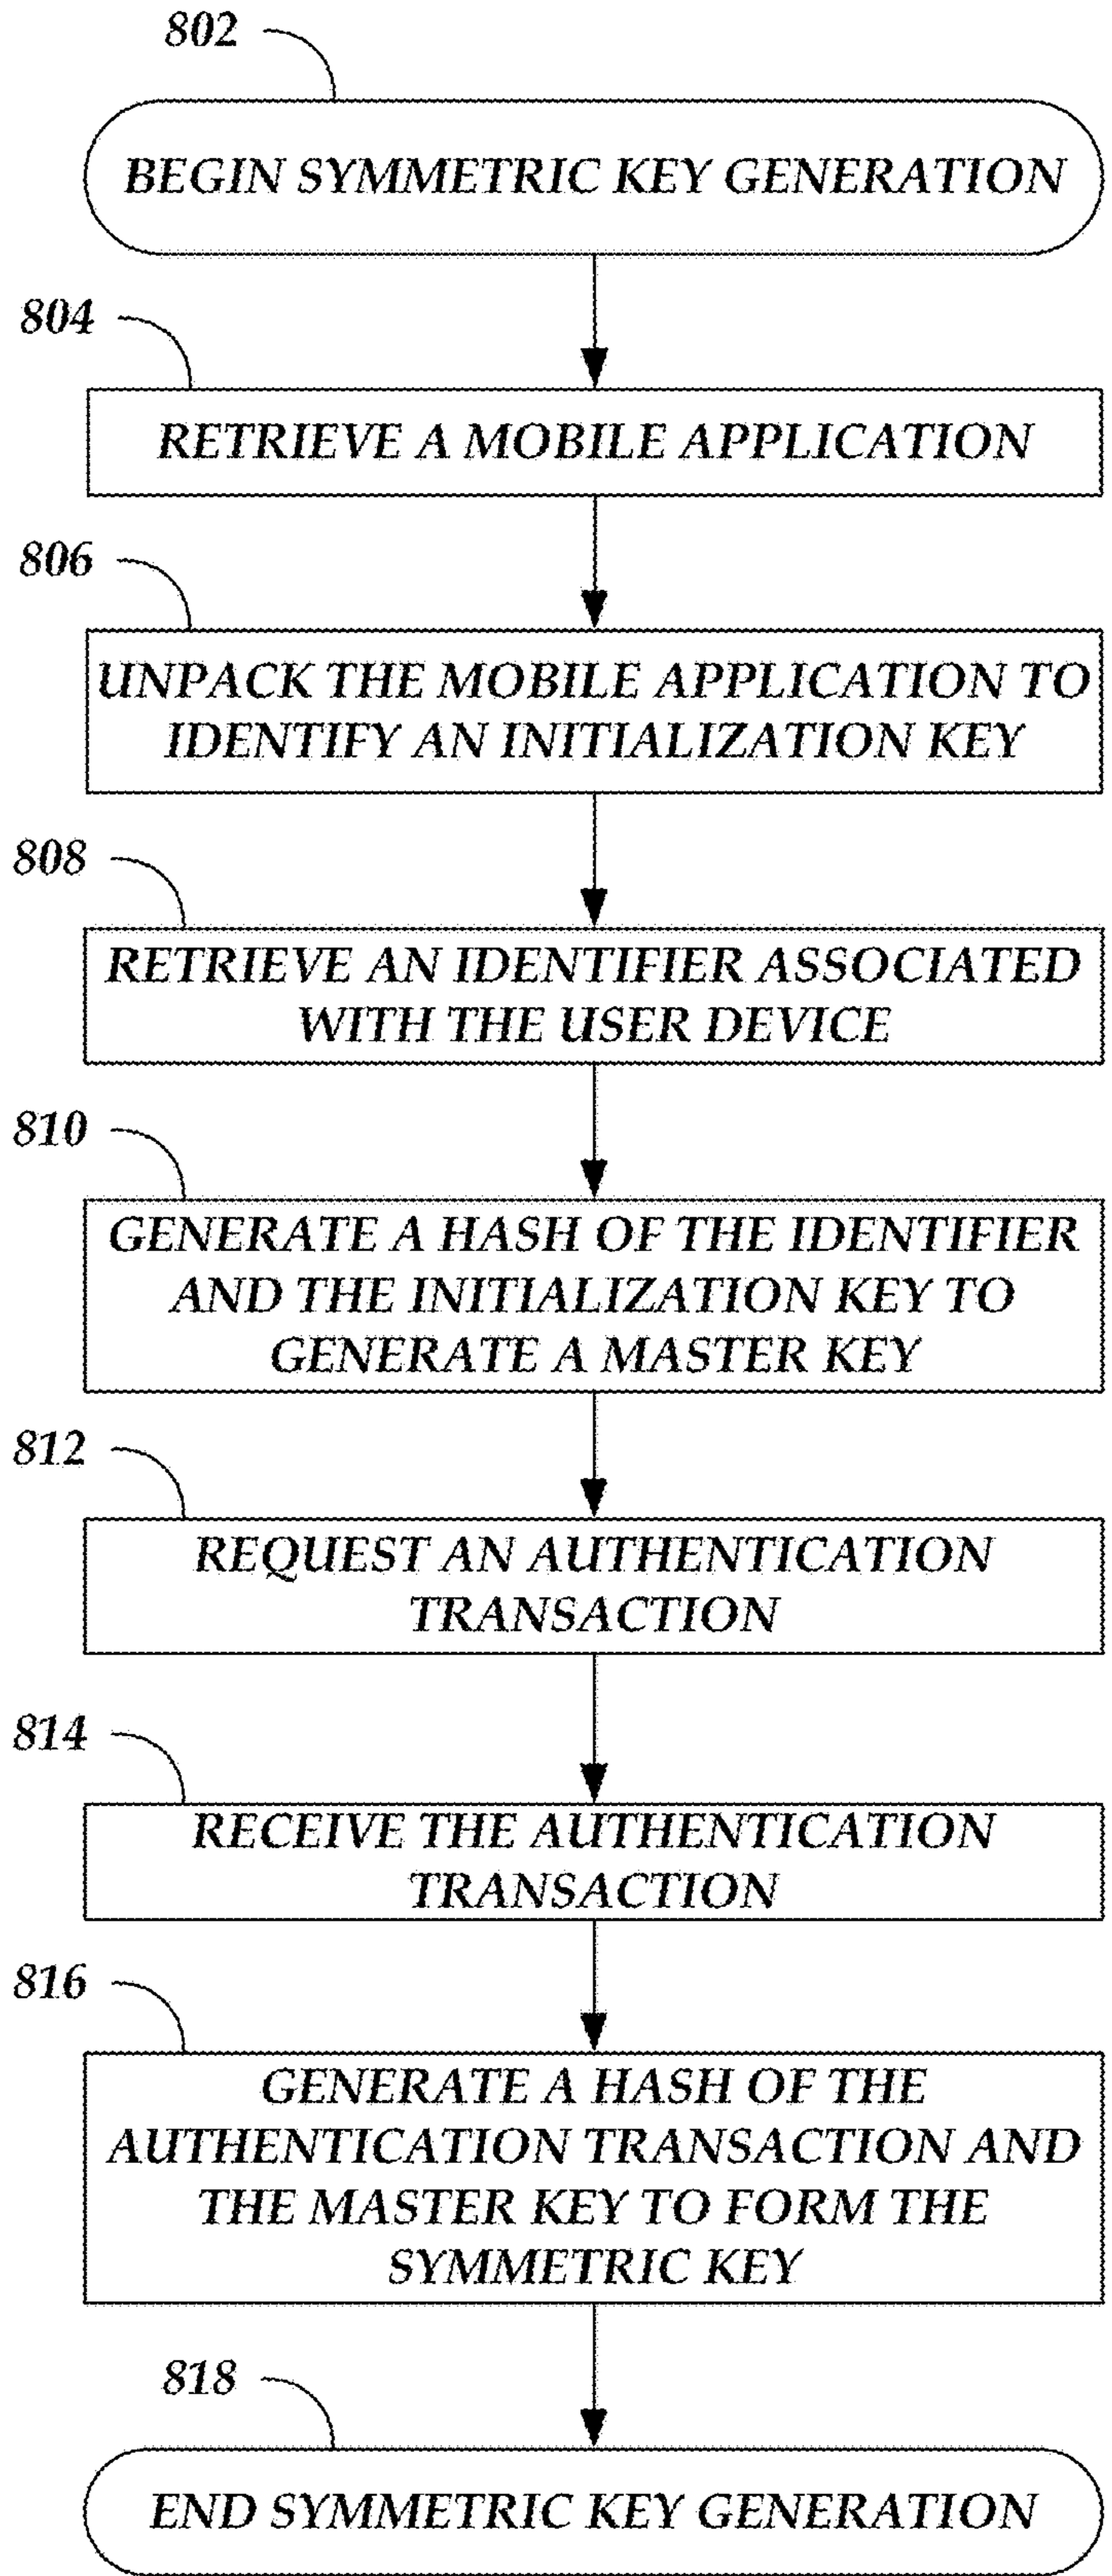 802
BEGIN SYMMETRIC KEY GENERATION
804
RETRIEVE A MOBILE APPLICATION
806
UNPACK THE MOBILE APPLICATION TO
IDENTIFY AN INITIALIZATION KEY
808
RETRIEVE AN IDENTIFIER ASSOCIATED
WITH THE USER DEVICE
810
GENERATE A HASH OF THE IDENTIFIER
AND THE INITIALIZATION KEY TO
GENERATE A MASTER KEY
812
REQUEST AN AUTHENTICATION
TRANSACTION
814
RECEIVE THE AUTHENTICATION
TRANSACTION
816
GENERATE A HASH OF THE
AUTHENTICATION TRANSACTION AND
THE MASTER KEY TO FORM THE
SYMMETRIC KEY
818
END SYMMETRIC KEY GENERATION